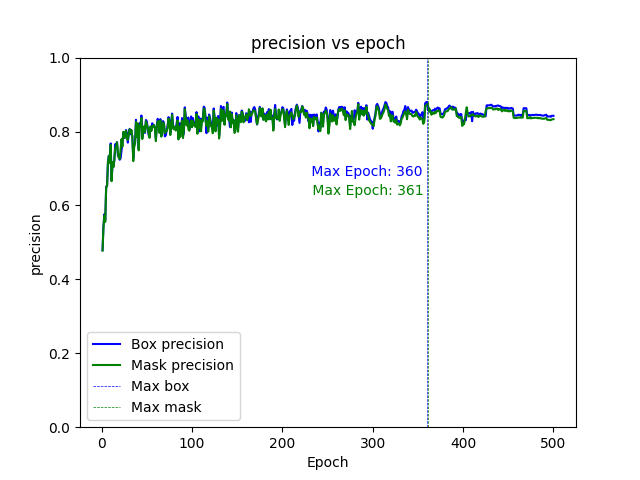 precision vs epoch
1.0
0.8
0.6
0.4
0.2
0.0
precision
Max Epoch: 360
Max Epoch: 361
Box precision
Mask precision
Max box
Max mask
0 100 200 300 400 500
Epoch